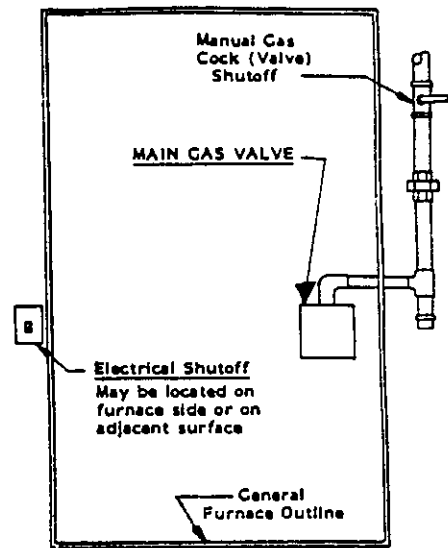 Manual Gas
Cock (Valve)
Shutoff
MAIN GAS VALVE
Electrical Shutoff
May be located on
furnace side or on
adjacent surface
General
Furnace Outline